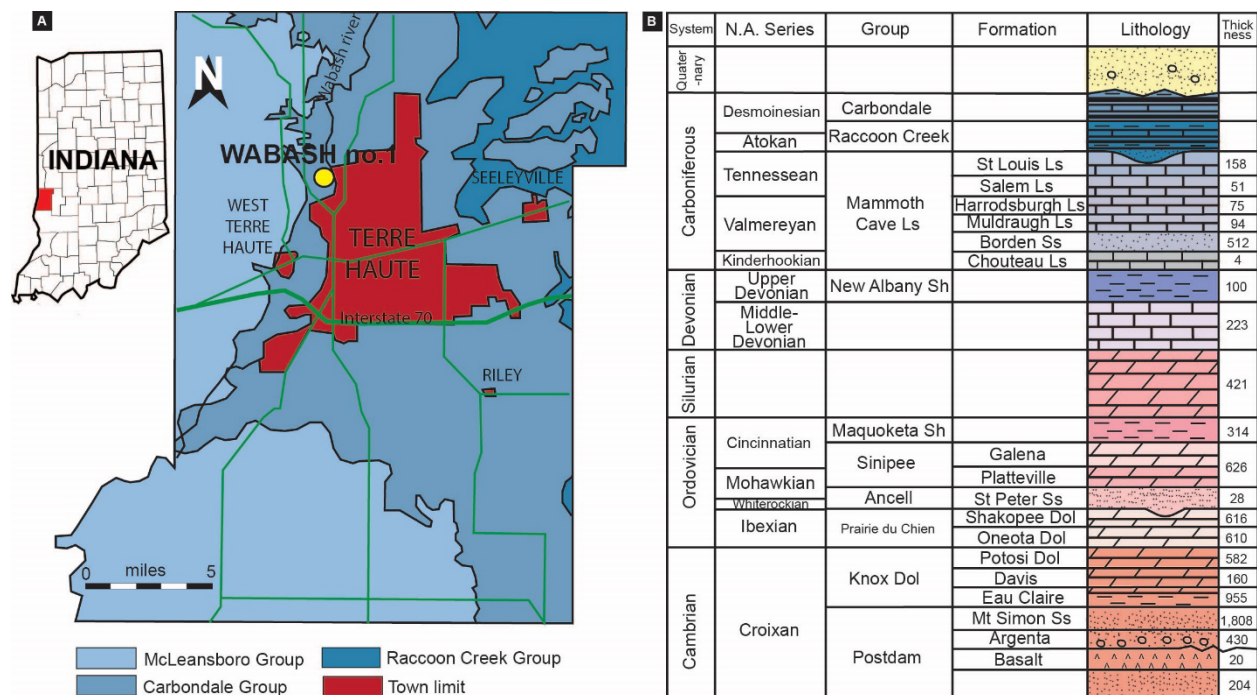 A
N
INDIANA
Wabash river
WABASH no.1
SEELEYVILLE
WEST
TERRE
HAUTE
TERRE
HAUTE
Interstate 70
RILEY
0 miles 5
McLeansboro Group
Raccoon Creek Group
Carbondale Group
Town limit
B
System N.A. Series Group Formation Lithology Thick
ness
Quater
-nary
Carboniferous
Desmoinesian Carbondale
Atokan Raccoon Creek
Tennessean Mammoth
Cave Ls St Louis Ls 158
Salem Ls 51
Valmereyan Harrodsburgh Ls 75
Muldraugh Ls 94
Borden Ss 512
Kinderhookian Chouteau Ls 4
Devonian
Upper
Devonian New Albany Sh 100
Middle-
Lower
Devonian 223
Silurian 421
Ordovician
Cincinnatian Maquoketa Sh 314
Sinipee Galena 626
Mohawkian Platteville
Whiterockian Ancell St Peter Ss 28
Ibexian Prairie du Chien Shakopee Dol 616
Oneota Dol 610
Cambrian
Croixan Knox Dol Potosi Dol 582
Davis 160
Eau Claire 955
Postdam Mt Simon Ss 1,808
Argenta 430
Basalt 20
204